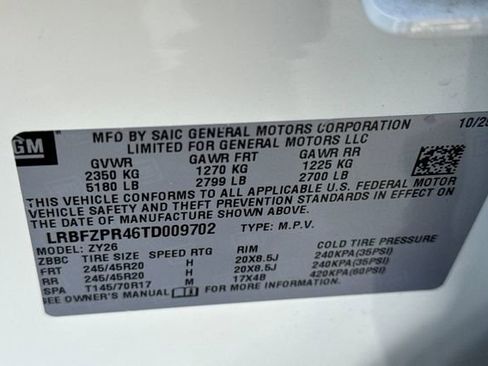 GM
MFD BY SAIC GENERAL MOTORS CORPORATION 10/25
LIMITED FOR GENERAL MOTORS LLC
GVWR GAWR FRT GAWR RR
2350 KG 1270 KG 1225 KG
5180 LB 2799 LB 2700 LB
THIS VEHICLE CONFORMS TO ALL APPLICABLE U.S. FEDERAL MOTOR
VEHICLE SAFETY AND THEFT PREVENTION STANDARDS IN EFFECT ON
THE DATE OF MANUFACTURE SHOWN ABOVE.
LRBFZPR46TD009702 TYPE: M.P.V.
ZBBC ZY26
TIRE SIZE SPEED RTG RIM COLD TIRE PRESSURE
FRT 245/45R20 H 20X8.5J 240KPA(35PSI)
RR 245/45R20 H 20X8.5J 240KPA(35PSI)
SPA T145/70R17 M 17X4B 420KPA(60PSI)
SEE OWNER'S MANUAL FOR ADDITIONAL INFORMATION